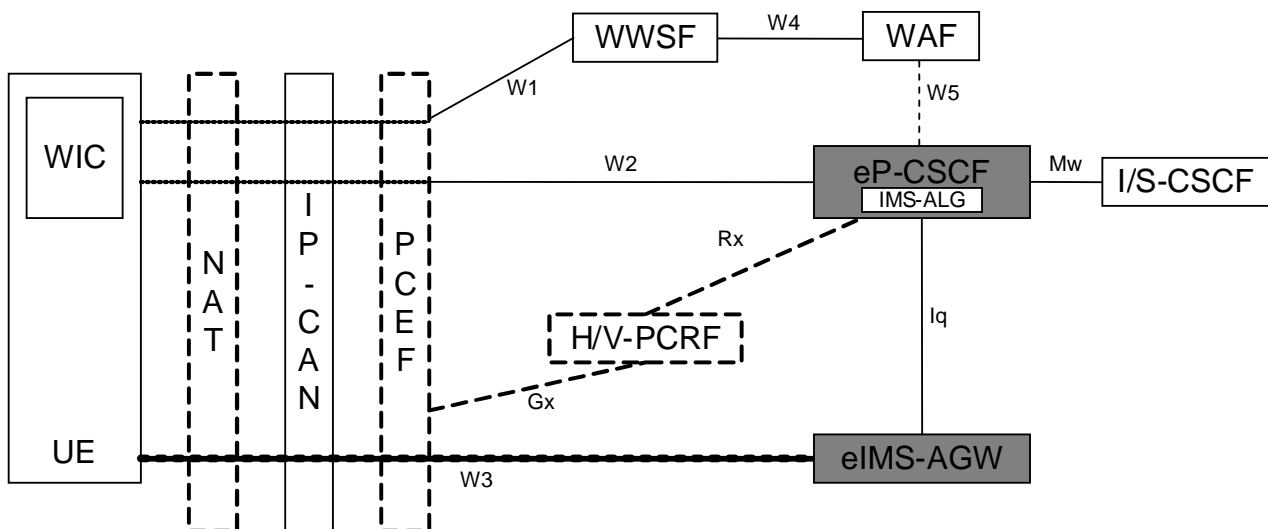 WWSF
W4
WAF
W1
W5
WIC
W2
eP-CSCF
IMS-ALG
Mw
I/S-CSCF
N
A
T
I
P
-
C
A
N
P
C
E
F
Rx
H/V-PCRF
Iq
Gx
UE
W3
eIMS-AGW